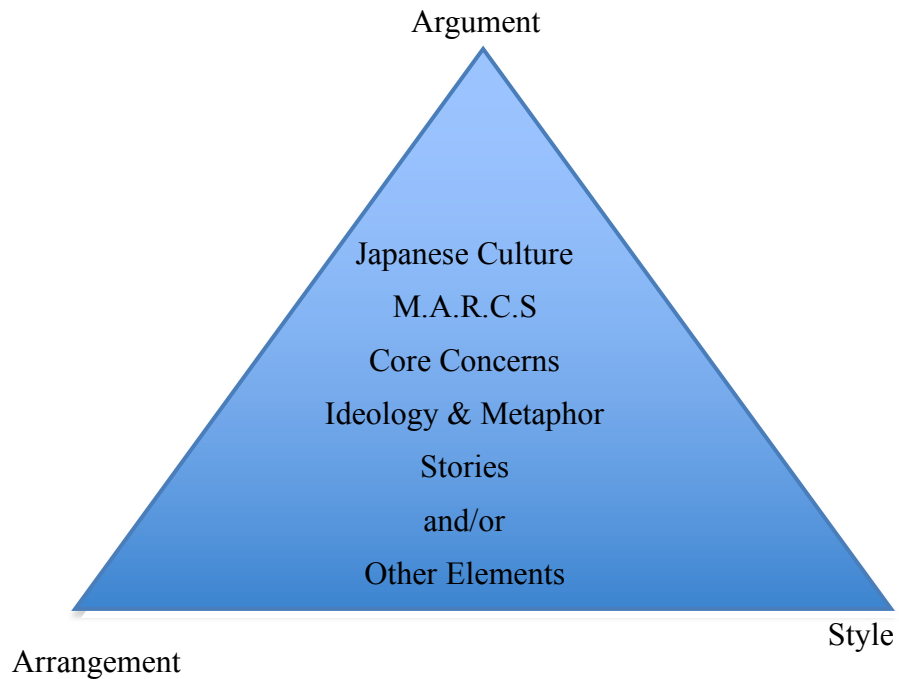 Argument
Japanese Culture
M.A.R.C.S
Core Concerns
Ideology & Metaphor
Stories
and/or
Other Elements
Style
Arrangement